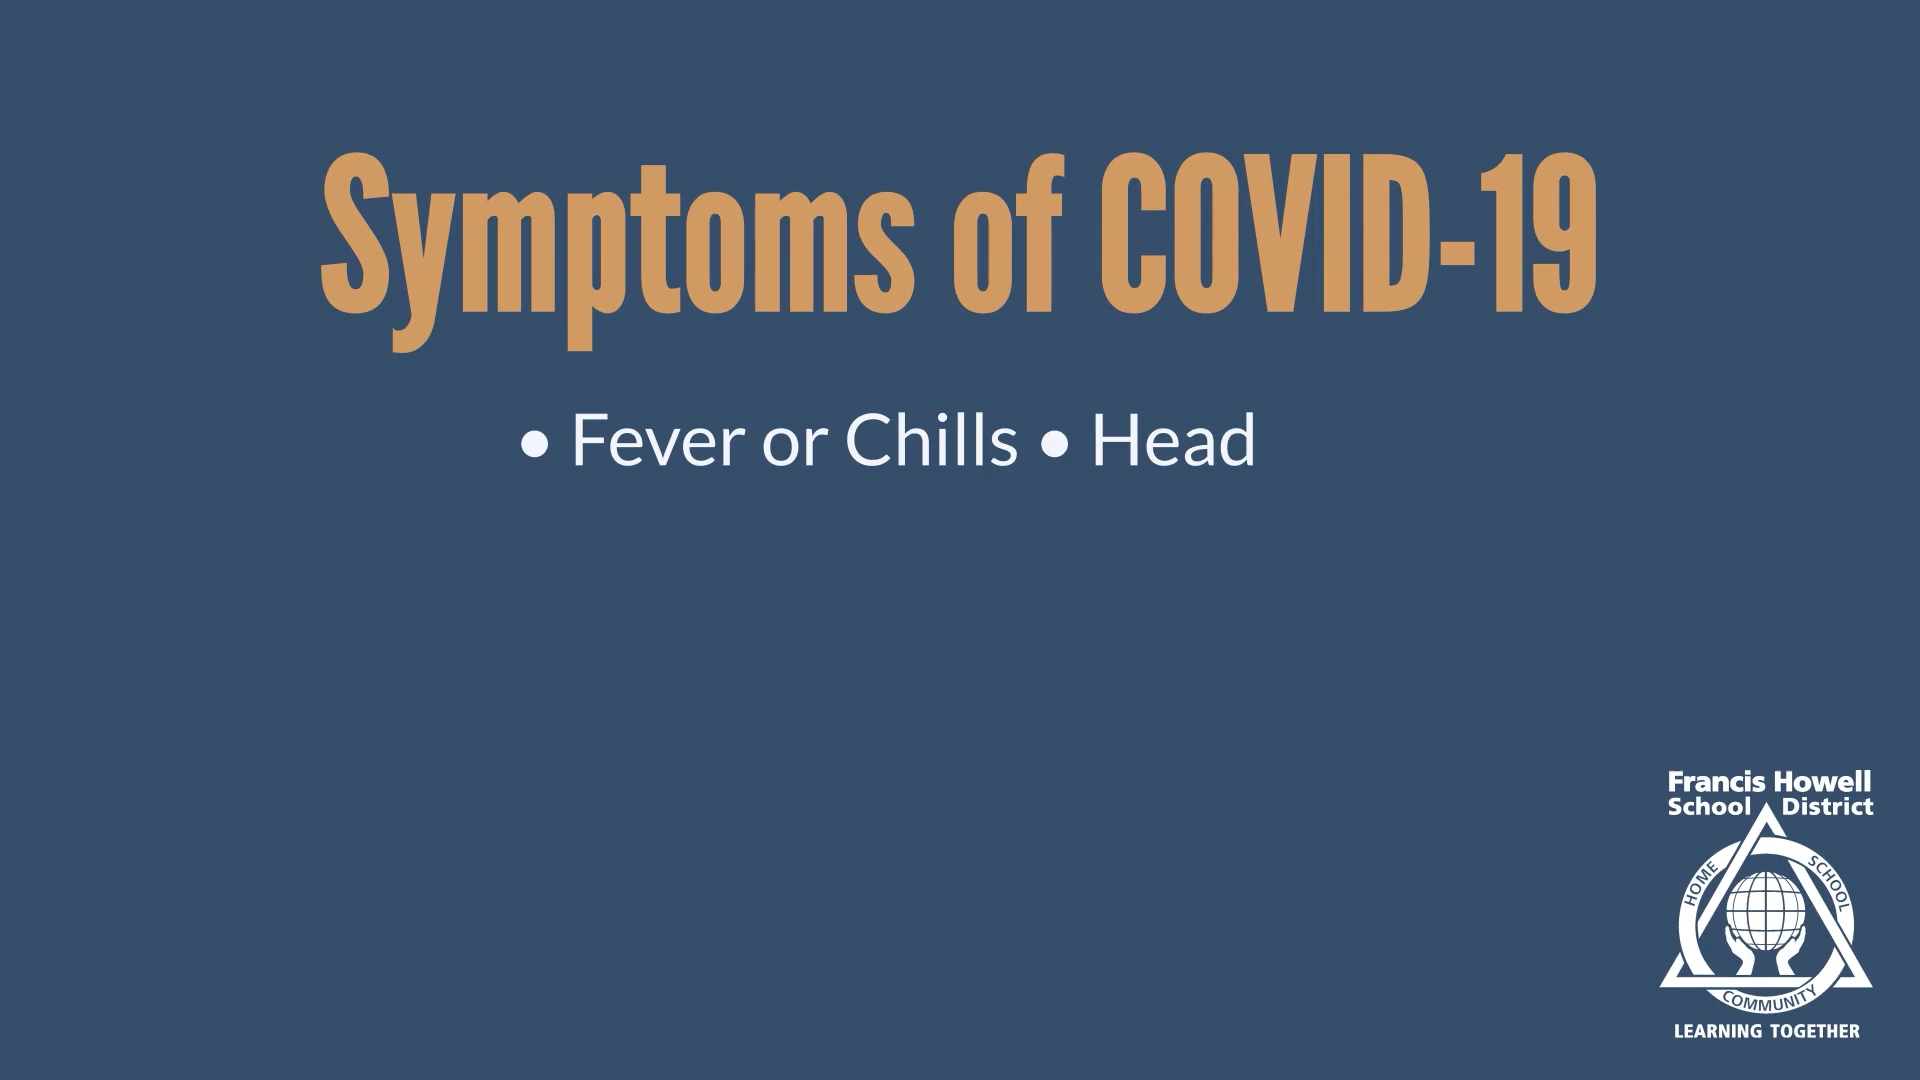 Symptoms of COVID-19
• Fever or Chills • Head
Francis Howell
School District
HOME
SCHOOL
COMMUNITY
LEARNING TOGETHER